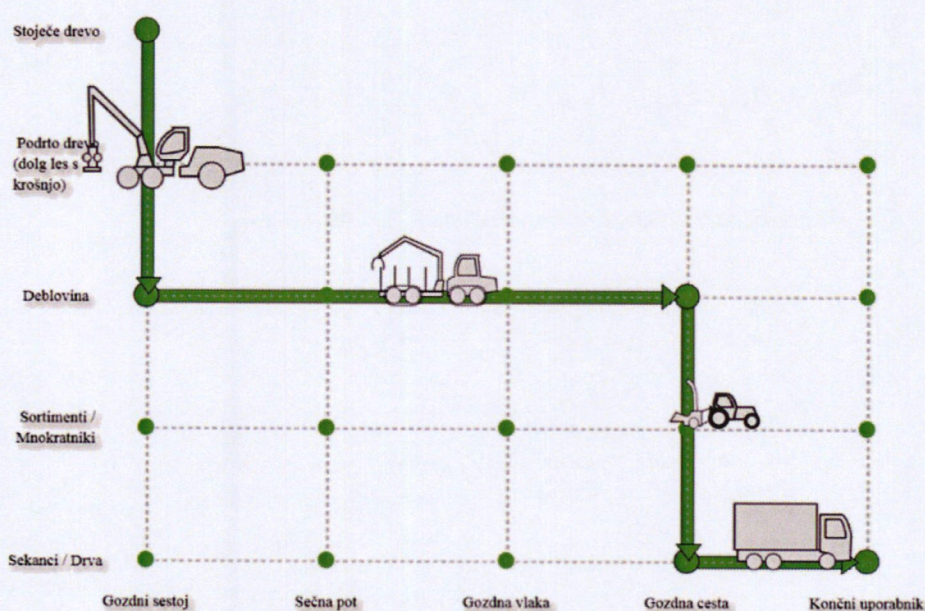 Stoječe drevo
Podrto drevo
(dolg les s
krošnjo)
Deblovina
Sortimenti /
Mnokratniki
Sekanci / Drva
Gozdni sestoj
Sečna pot
Gozdna vlaka
Gozdna cesta
Končni uporabnik